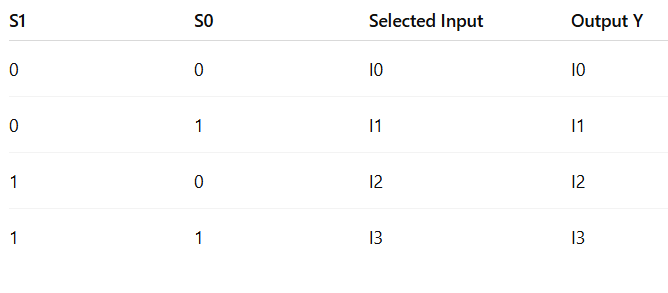 S1 S0 Selected Input Output Y
0 0 I0 I0
0 1 I1 I1
1 0 I2 I2
1 1 I3 I3